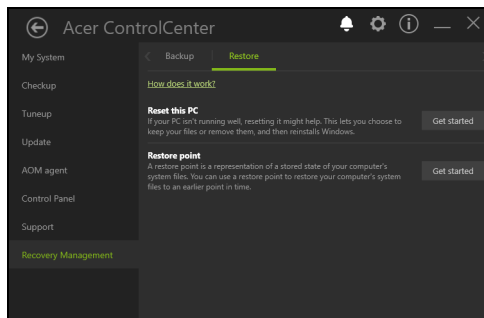 Acer ControlCenter
My System
Checkup
Tuneup
Update
AOM agent
Control Panel
Support
Recovery Management
Backup
Restore
How does it work?
Reset this PC
If your PC isn't running well, resetting it might help. This lets you choose to
keep your files or remove them, and then reinstalls Windows.
Get started
Restore point
A restore point is a representation of a stored state of your computer's
system files. You can use a restore point to restore your computer's system
files to an earlier point in time.
Get started